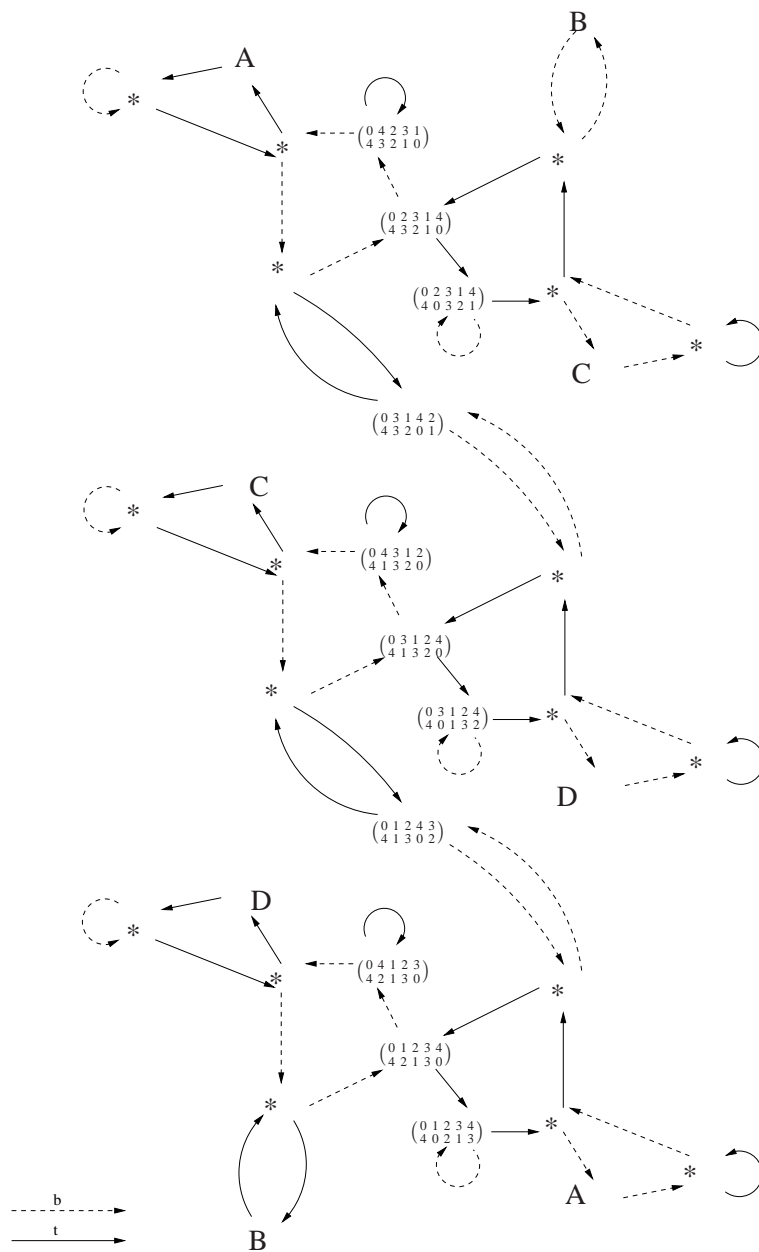 B
A
*
( 0 4 2 3 1
4 3 2 1 0 )
*
*
( 0 2 3 1 4
4 3 2 1 0 )
*
( 0 2 3 1 4
4 0 3 2 1 )
*
*
C
( 0 3 1 4 2
4 3 2 0 1 )
C
*
( 0 4 3 1 2
4 1 3 2 0 )
*
*
( 0 3 1 2 4
4 1 3 2 0 )
*
( 0 3 1 2 4
4 0 1 3 2 )
*
*
D
( 0 1 2 4 3
4 1 3 0 2 )
D
*
( 0 4 1 2 3
4 2 1 3 0 )
*
*
( 0 1 2 3 4
4 2 1 3 0 )
*
( 0 1 2 3 4
4 0 2 1 3 )
*
*
A
b
t
B